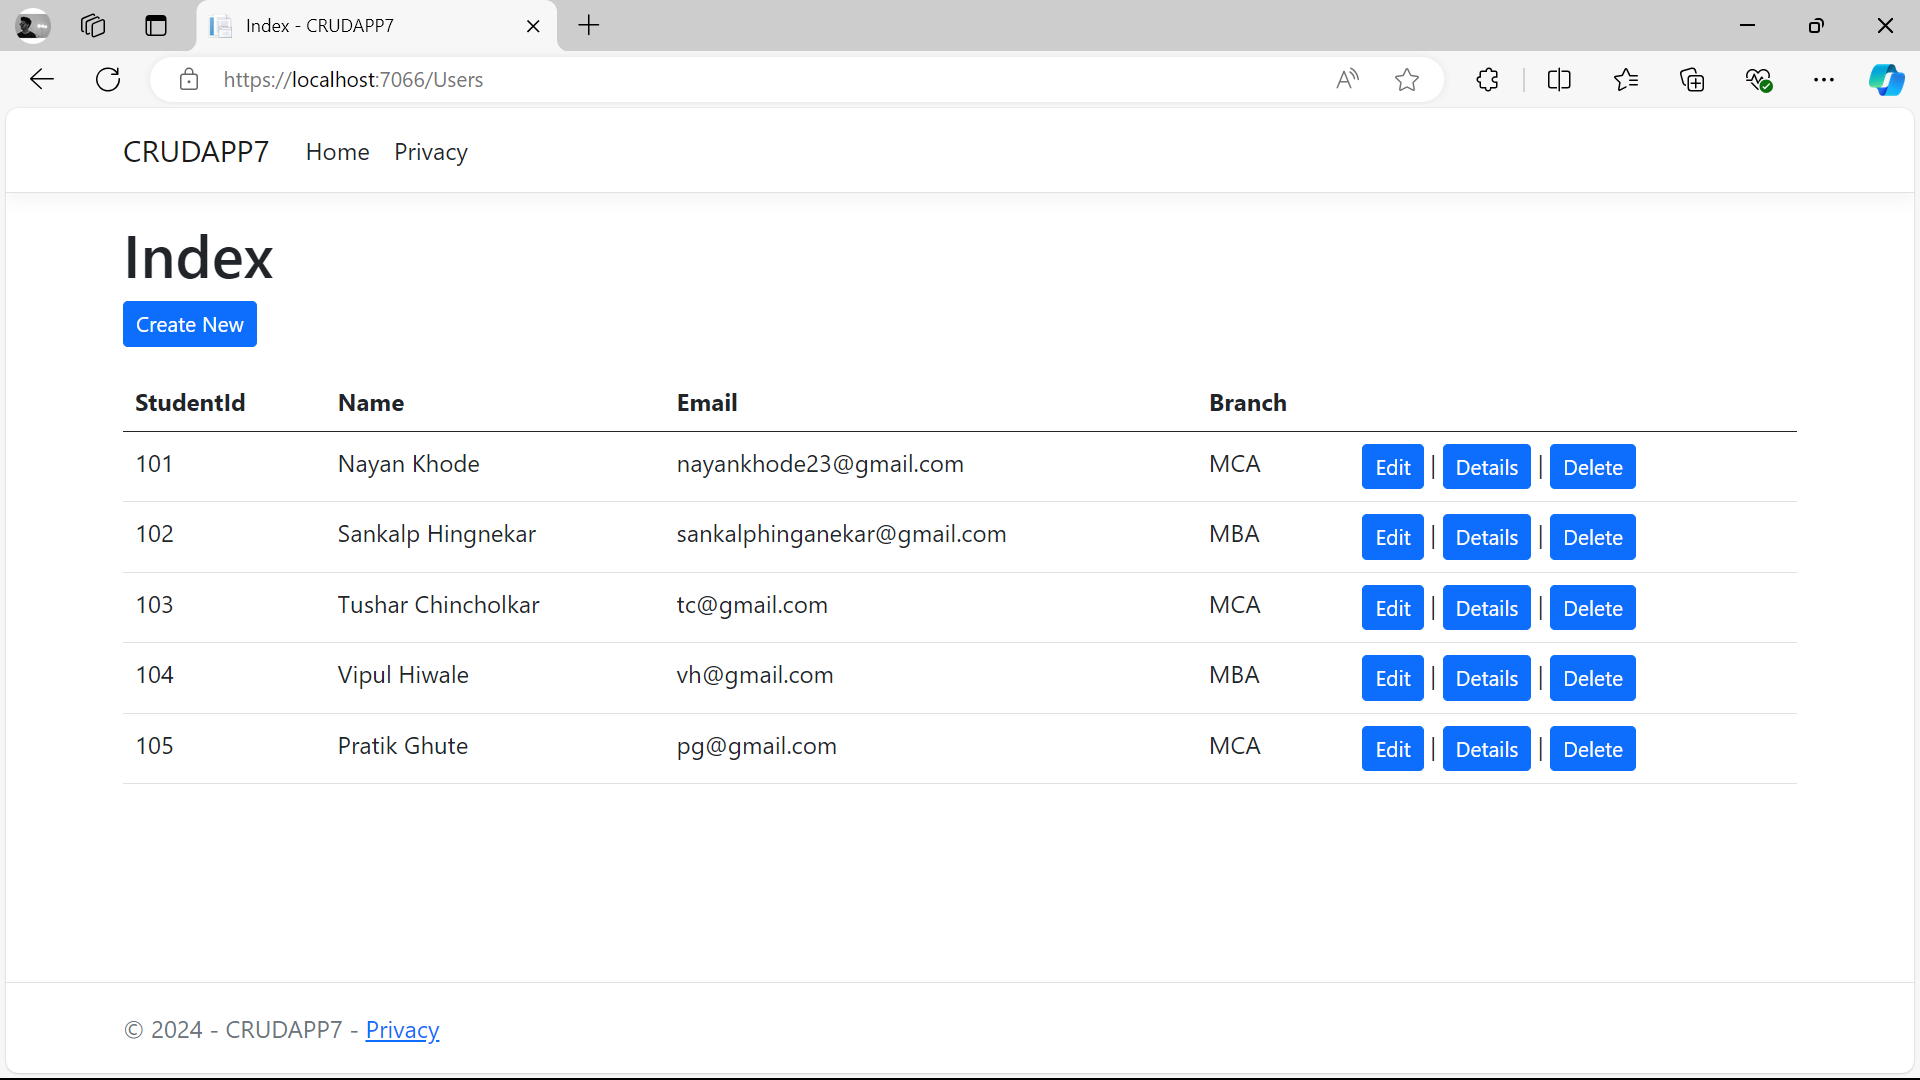 Index - CRUDAPP7
https://localhost:7066/Users
CRUDAPP7 Home Privacy
Index
Create New
StudentId Name Email Branch
101 Nayan Khode nayankhode23@gmail.com MCA Edit | Details | Delete
102 Sankalp Hingnekar sankalphinganekar@gmail.com MBA Edit | Details | Delete
103 Tushar Chincholkar tc@gmail.com MCA Edit | Details | Delete
104 Vipul Hiwale vh@gmail.com MBA Edit | Details | Delete
105 Pratik Ghute pg@gmail.com MCA Edit | Details | Delete
© 2024 - CRUDAPP7 - Privacy